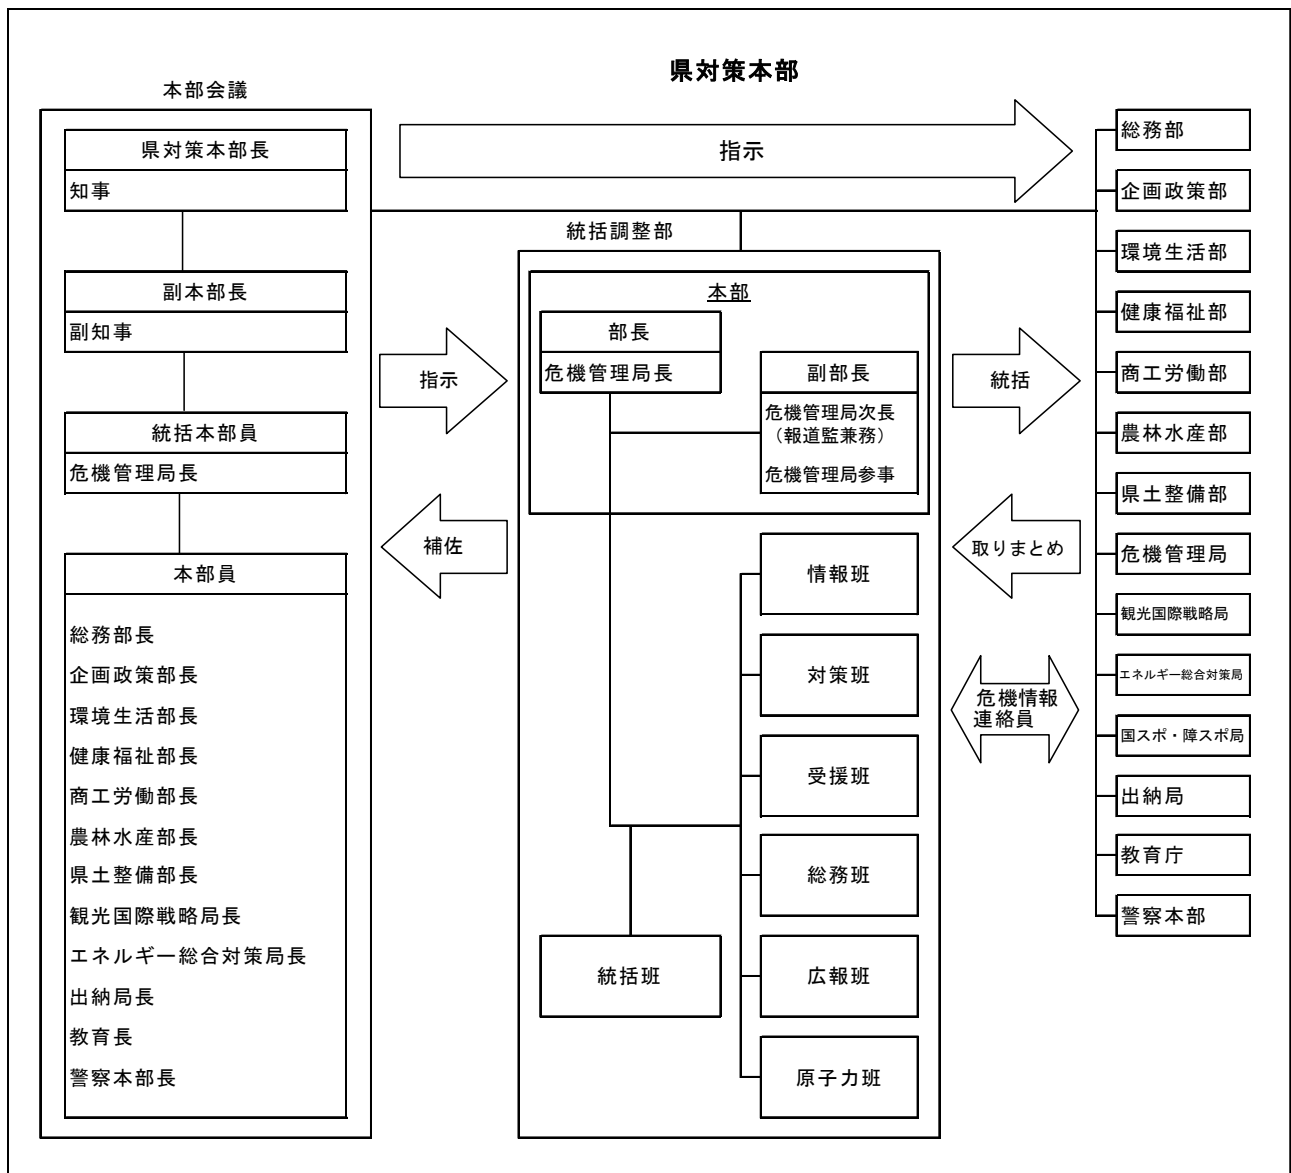 県対策本部
本部会議
県対策本部長
知事
副本部長
副知事
統括本部員
危機管理局長
本部員
総務部長
企画政策部長
環境生活部長
健康福祉部長
商工労働部長
農林水産部長
県土整備部長
観光国際戦略局長
エネルギー総合対策局長
出納局長
教育長
警察本部長
指示
指示
補佐
統括調整部
本部
部長
危機管理局長
副部長
危機管理局次長
（報道監兼務）
危機管理局参事
情報班
対策班
受援班
総務班
広報班
原子力班
統括班
統括
取りまとめ
危機情報
連絡員
総務部
企画政策部
環境生活部
健康福祉部
商工労働部
農林水産部
県土整備部
危機管理局
観光国際戦略局
エネルギー総合対策局
国スポ・障スポ局
出納局
教育庁
警察本部